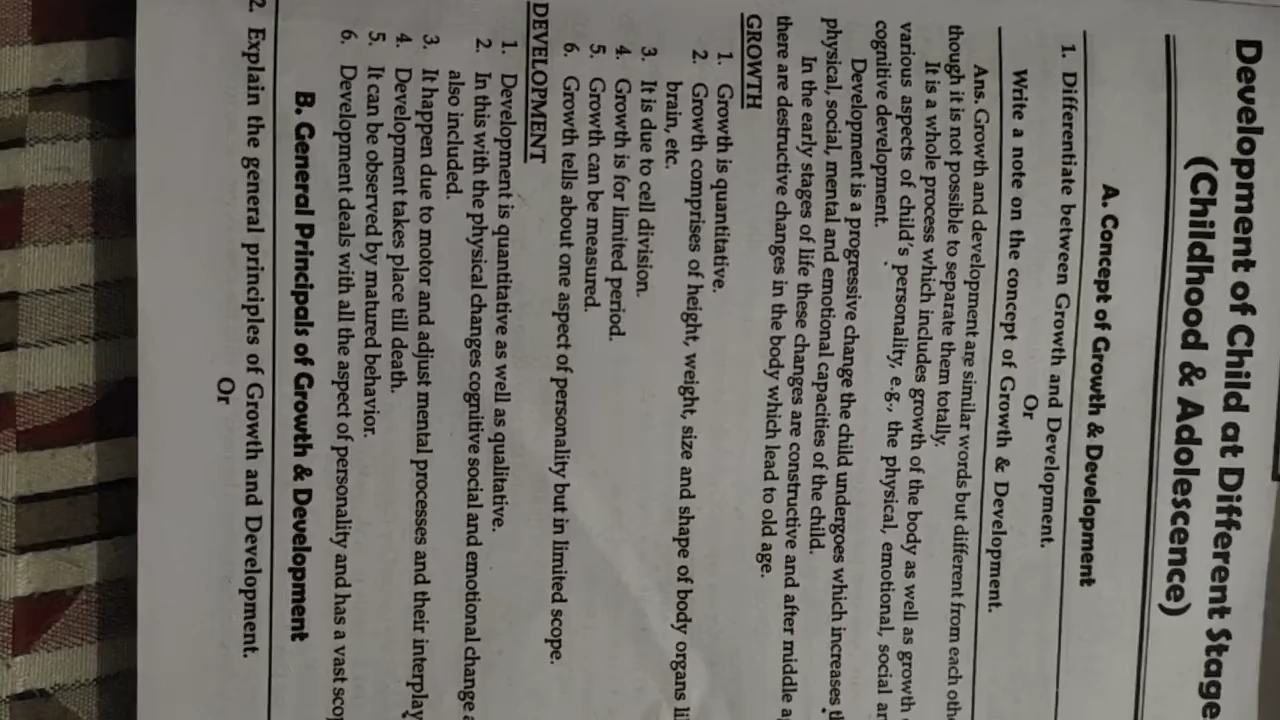 Development of Child at Different Stage
(Childhood & Adolescence)
A. Concept of Growth & Development
1. Differentiate between Growth and Development.
Or
Write a note on the concept of Growth & Development.
Ans. Growth and development are similar words but different from each othe
though it is not possible to separate them totally.
It is a whole process which includes growth of the body as well as growth
various aspects of child's personality, e.g., the physical, emotional, social an
cognitive development.
Development is a progressive change the child undergoes which increases th
physical, social, mental and emotional capacities of the child.
In the early stages of life these changes are constructive and after middle a
there are destructive changes in the body which lead to old age.
GROWTH
1. Growth is quantitative.
2. Growth comprises of height, weight, size and shape of body organs li
brain, etc.
3. It is due to cell division.
4. Growth is for limited period.
5. Growth can be measured.
6. Growth tells about one aspect of personality but in limited scope.
DEVELOPMENT
1. Development is quantitative as well as qualitative.
2. In this with the physical changes cognitive social and emotional change a
also included.
3. It happen due to motor and adjust mental processes and their interplay
4. Development takes place till death.
5. It can be observed by matured behavior.
6. Development deals with all the aspect of personality and has a vast scop
B. General Principals of Growth & Development
2. Explain the general principles of Growth and Development.
Or